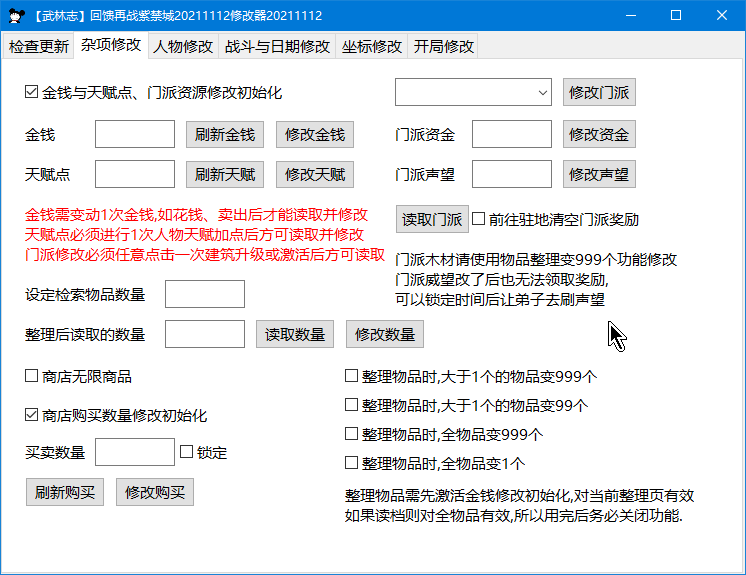 【武林志】回馈再战紫禁城20211112修改器20211112
检查更新 杂项修改 人物修改 战斗与日期修改 坐标修改 开局修改
金钱与天赋点、门派资源修改初始化 修改门派
金钱 刷新金钱 修改金钱 门派资金 修改资金
天赋点 刷新天赋 修改天赋 门派声望 修改声望
金钱需变动1次金钱,如花钱、卖出后才能读取并修改
天赋点必须进行1次人物天赋加点后方可读取并修改
门派修改必须任意点击一次建筑升级或激活后方可读取
读取门派 前往驻地清空门派奖励
门派木材请使用物品整理变999个功能修改
门派威望改了后也无法领取奖励,
可以锁定时间后让弟子去刷声望
设定检索物品数量
整理后读取的数量 读取数量 修改数量
商店无限商品
商店购买数量修改初始化
买卖数量 锁定
刷新购买 修改购买
整理物品时,大于1个的物品变999个
整理物品时,大于1个的物品变99个
整理物品时,全物品变999个
整理物品时,全物品变1个
整理物品需先激活金钱修改初始化,对当前整理页有效
如果读档则对全物品有效,所以用完后务必关闭功能.